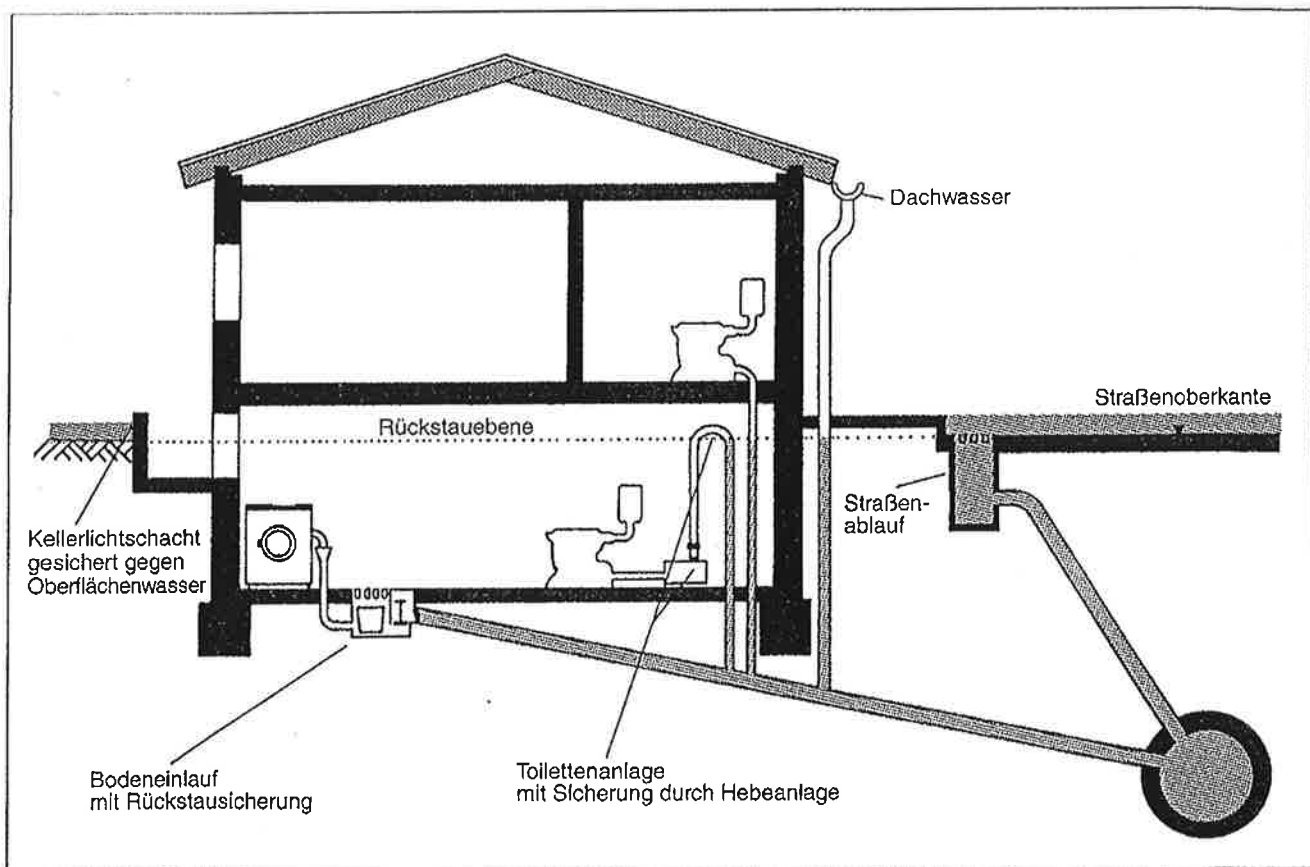 Dachwasser
Straßenoberkante
Rückstauebene
Straßen-
ablauf
Kellerlichtschacht
gesichert gegen
Oberflächenwasser
Bodeneinlauf
mit Rückstausicherung
Toilettenanlage
mit Sicherung durch Hebeanlage